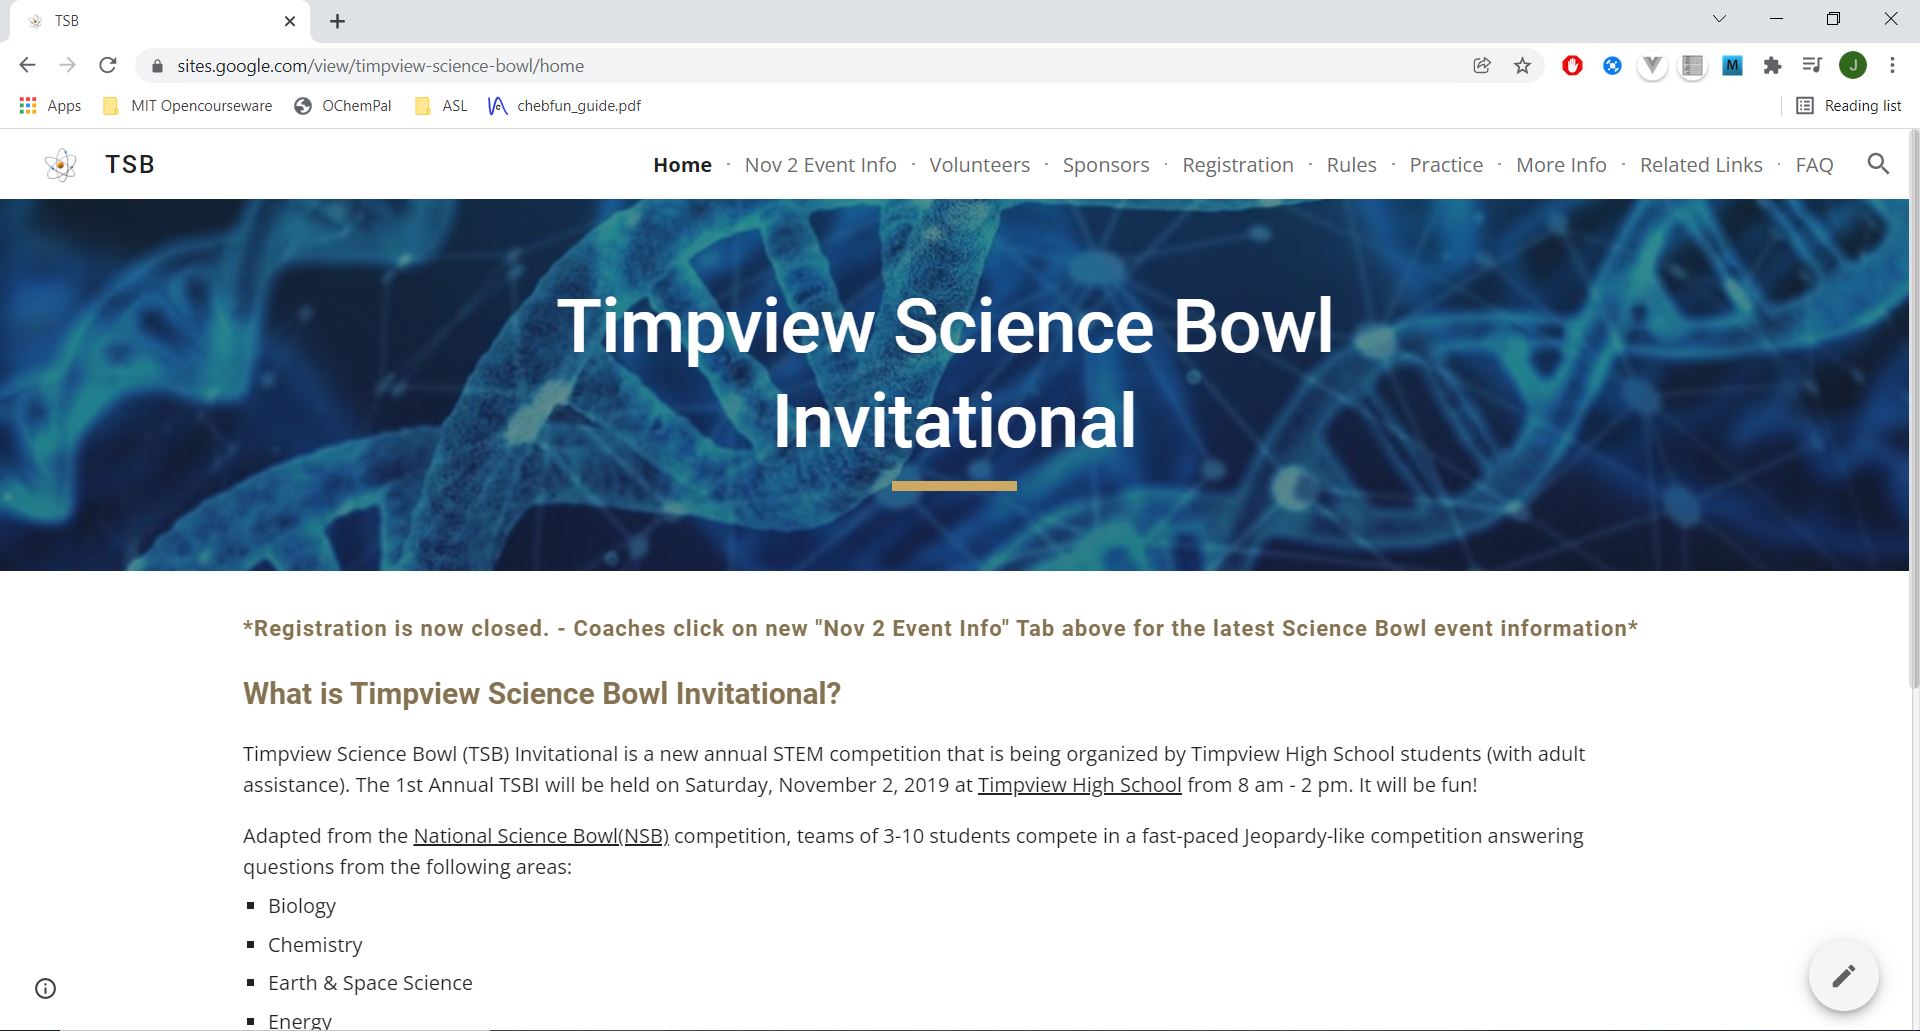 TSB
sites.google.com/view/timpview-science-bowl/home
M
J
Apps
MIT Opencourseware
OChemPal
ASL
chebfun_guide.pdf
Reading list
TSB
Home · Nov 2 Event Info · Volunteers · Sponsors · Registration · Rules · Practice · More Info · Related Links · FAQ
Timpview Science Bowl
Invitational
*Registration is now closed. - Coaches click on new "Nov 2 Event Info" Tab above for the latest Science Bowl event information*
What is Timpview Science Bowl Invitational?
Timpview Science Bowl (TSB) Invitational is a new annual STEM competition that is being organized by Timpview High School students (with adult
assistance). The 1st Annual TSBI will be held on Saturday, November 2, 2019 at Timpview High School from 8 am - 2 pm. It will be fun!
Adapted from the National Science Bowl(NSB) competition, teams of 3-10 students compete in a fast-paced Jeopardy-like competition answering
questions from the following areas:
▪ Biology
▪ Chemistry
▪ Earth & Space Science
▪ Energy